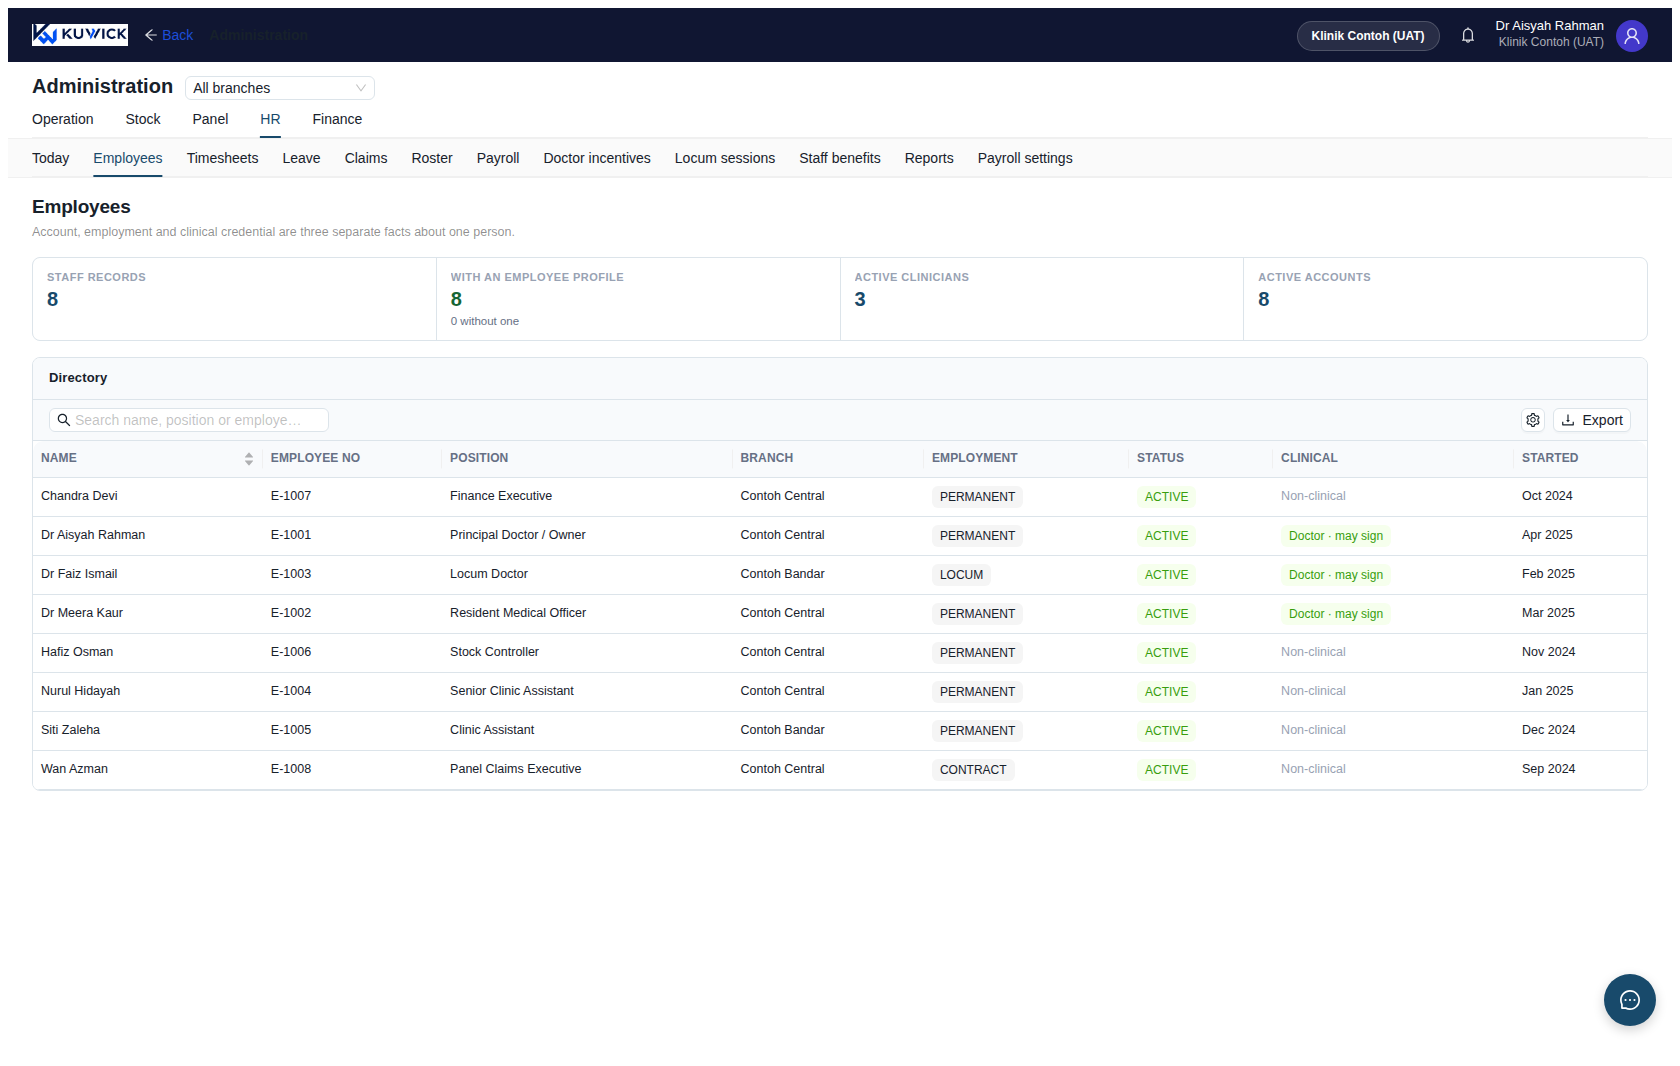 KUWICK
Back Administration
Klinik Contoh (UAT)
Dr Aisyah Rahman
Klinik Contoh (UAT)
Administration
All branches
Operation Stock Panel HR Finance
Today Employees Timesheets Leave Claims Roster Payroll Doctor incentives Locum sessions Staff benefits Reports Payroll settings
Employees
Account, employment and clinical credential are three separate facts about one person.
STAFF RECORDS WITH AN EMPLOYEE PROFILE ACTIVE CLINICIANS ACTIVE ACCOUNTS
8 8 3 8
0 without one
Directory
Search name, position or employe…
Export
NAME EMPLOYEE NO POSITION BRANCH EMPLOYMENT STATUS CLINICAL STARTED
Chandra Devi E-1007 Finance Executive Contoh Central PERMANENT ACTIVE Non-clinical Oct 2024
Dr Aisyah Rahman E-1001 Principal Doctor / Owner Contoh Central PERMANENT ACTIVE Doctor · may sign Apr 2025
Dr Faiz Ismail E-1003 Locum Doctor Contoh Bandar LOCUM ACTIVE Doctor · may sign Feb 2025
Dr Meera Kaur E-1002 Resident Medical Officer Contoh Central PERMANENT ACTIVE Doctor · may sign Mar 2025
Hafiz Osman E-1006 Stock Controller Contoh Central PERMANENT ACTIVE Non-clinical Nov 2024
Nurul Hidayah E-1004 Senior Clinic Assistant Contoh Central PERMANENT ACTIVE Non-clinical Jan 2025
Siti Zaleha E-1005 Clinic Assistant Contoh Bandar PERMANENT ACTIVE Non-clinical Dec 2024
Wan Azman E-1008 Panel Claims Executive Contoh Central CONTRACT ACTIVE Non-clinical Sep 2024